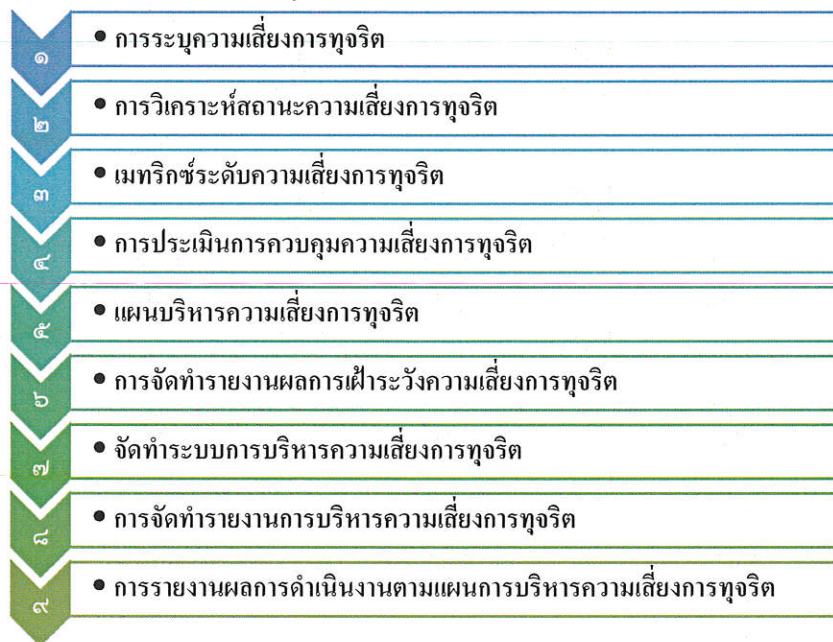 ๑ • การระบุความเสี่ยงการทุจริต
๒ • การวิเคราะห์สถานะความเสี่ยงการทุจริต
๓ • เมทริกซ์ระดับความเสี่ยงการทุจริต
๔ • การประเมินการควบคุมความเสี่ยงการทุจริต
๕ • แผนบริหารความเสี่ยงการทุจริต
๖ • การจัดทำรายงานผลการเฝ้าระวังความเสี่ยงการทุจริต
๗ • จัดทำระบบการบริหารความเสี่ยงการทุจริต
๘ • การจัดทำรายงานการบริหารความเสี่ยงการทุจริต
๙ • การรายงานผลการดำเนินงานตามแผนการบริหารความเสี่ยงการทุจริต